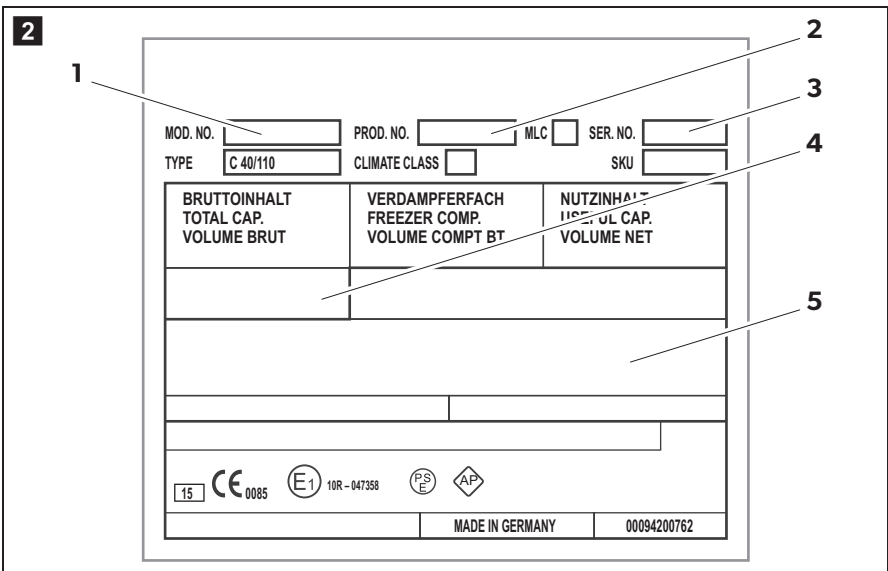 2
1
2
3
4
5
MOD. NO. PROD. NO. MLC SER. NO.
TYPE C 40/110 CLIMATE CLASS SKU
BRUTTOINHALT
TOTAL CAP.
VOLUME BRUT
VERDAMPFERFACH
FREEZER COMP.
VOLUME COMPT BT
NUTZINHALT
USEFUL CAP.
VOLUME NET
15 CE 0085 E1 10R – 047358 PS E AP
MADE IN GERMANY 00094200762